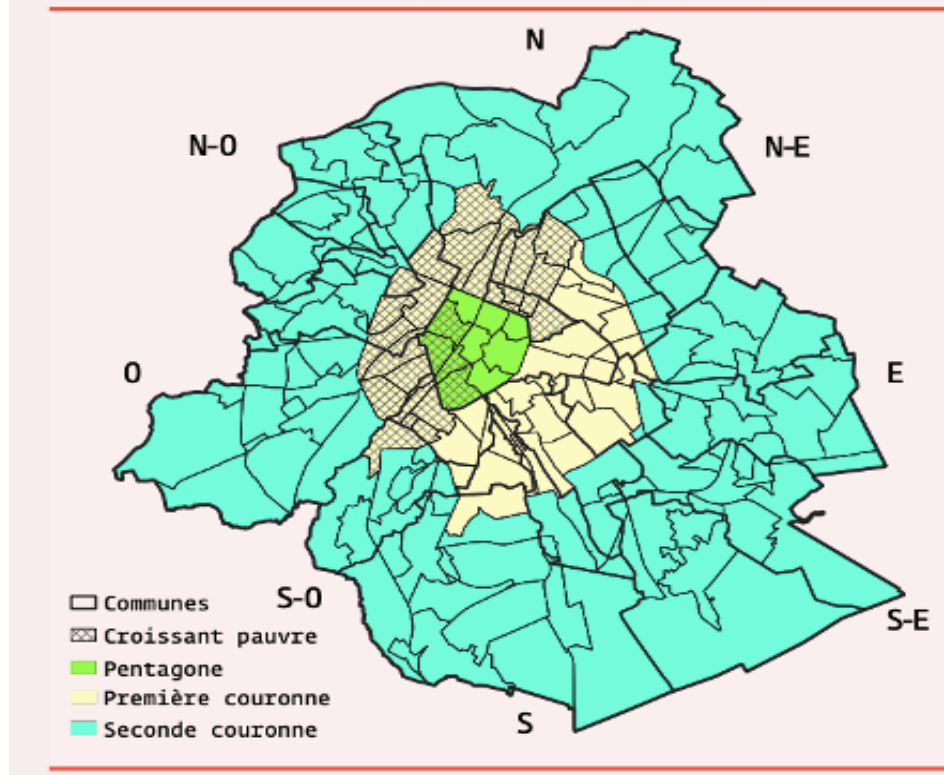 N
N-O
N-E
O
E
S-O
S-E
S
Communes
Croissant pauvre
Pentagone
Première couronne
Seconde couronne